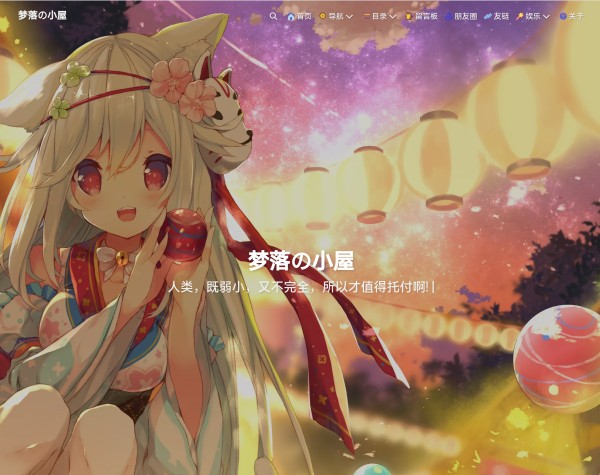 梦落の小屋
首页 导航 目录 留言板 朋友圈 友链 娱乐 关于
梦落の小屋
人类，既弱小，又不完全，所以才值得托付啊! |